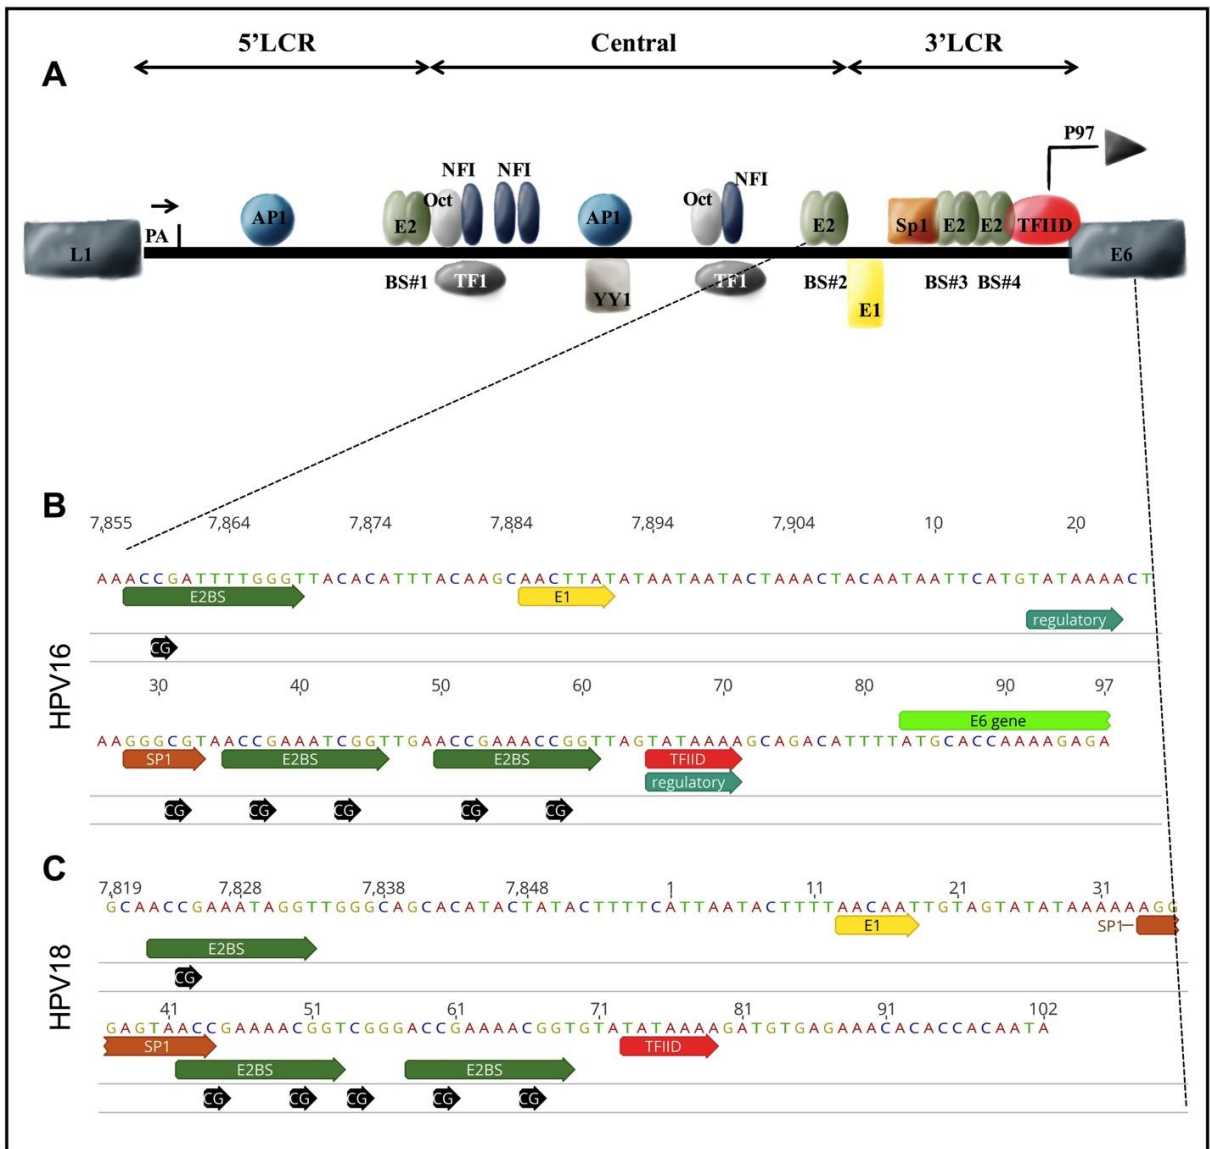 5'LCR Central 3'LCR
A
P97
NFI NFI NFI
AP1 E2 Oct AP1 Oct E2 Sp1 E2 E2 TFIID
L1 PA E6
BS#1 TF1 YY1 TF1 BS#2 E1 BS#3 BS#4
B
7,855 7,864 7,874 7,884 7,894 7,904 10 20
AAACCGATTTTGGGTTACACATTTACAAGCAACTTATATAATAATACTAAACTACAATAATTCATGTATAAAACT
E2BS E1
regulatory
CG
HPV16
30 40 50 60 70 80 90 97
E6 gene
AAGGGCGTAACCGAAATCGGTTGAACCGAAACCGGTTAGTATAAAAGCAGACATTTTATGCACCAAAAGAGA
SP1 E2BS E2BS TFIID
regulatory
CG CG CG CG CG
C
7,819 7,828 7,838 7,848 1 11 21 31
GCAACCGAAATAGGTTGGGCAGCACATACTATACTTTTCATTAATACTTTTAACAATTGTAGTATATAAAAAAGG
E1 SP1
E2BS
CG
HPV18
41 51 61 71 81 91 102
GAGTAACCGAAAACGGTCGGGACCGAAAACGGTGTATATAAAAGATGTGAGAAACACACCACAATA
SP1 TFIID
E2BS E2BS
CG CG CG CG CG